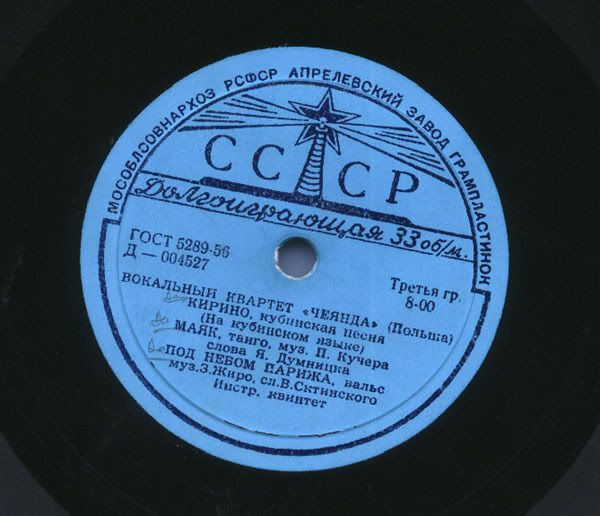 МОСОБЛСОВНАРХОЗ РСФСР АПРЕЛЕВСКИЙ ЗАВОД ГРАМПЛАСТИНОК
СССР
Долгоиграющая 33 об/м.
ГОСТ 5289-56
Д — 004527
Третья гр.
8-00
ВОКАЛЬНЫЙ КВАРТЕТ «ЧЕЯНДА» (Польша)
КИРИНО, кубинская песня
(На кубинском языке)
МАЯК, танго, муз. П. Кучера
слова Я. Думницка
ПОД НЕБОМ ПАРИЖА, вальс
муз. З. Жиро, сл. В. Сктинского
Инстр. квинтет